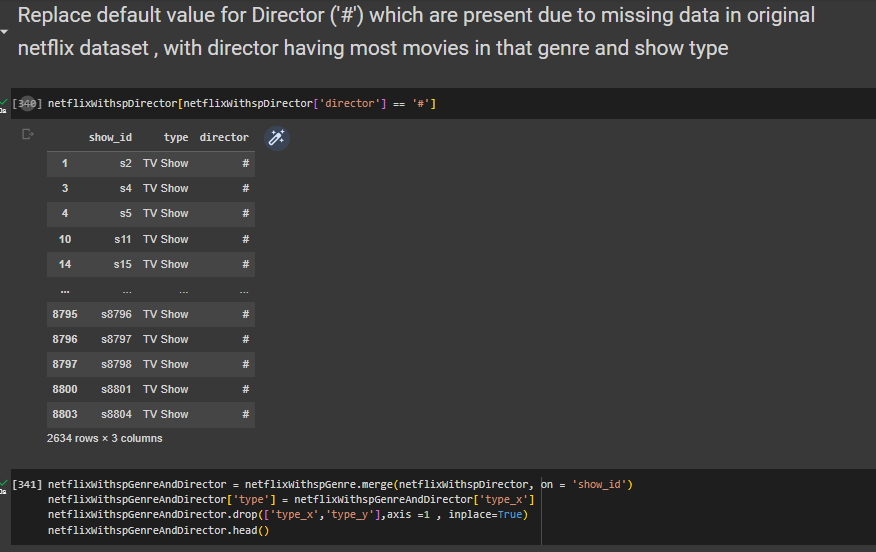 Replace default value for Director ('#') which are present due to missing data in original
netflix dataset , with director having most movies in that genre and show type
[340] netflixWithspDirector[netflixWithspDirector['director'] == '#']
show_id type director
1 s2 TV Show #
3 s4 TV Show #
4 s5 TV Show #
10 s11 TV Show #
14 s15 TV Show #
... ... ... ...
8795 s8796 TV Show #
8796 s8797 TV Show #
8797 s8798 TV Show #
8800 s8801 TV Show #
8803 s8804 TV Show #
2634 rows × 3 columns
[341] netflixWithspGenreAndDirector = netflixWithspGenre.merge(netflixWithspDirector, on = 'show_id')
netflixWithspGenreAndDirector['type'] = netflixWithspGenreAndDirector['type_x']
netflixWithspGenreAndDirector.drop(['type_x','type_y'],axis =1 , inplace=True)
netflixWithspGenreAndDirector.head()